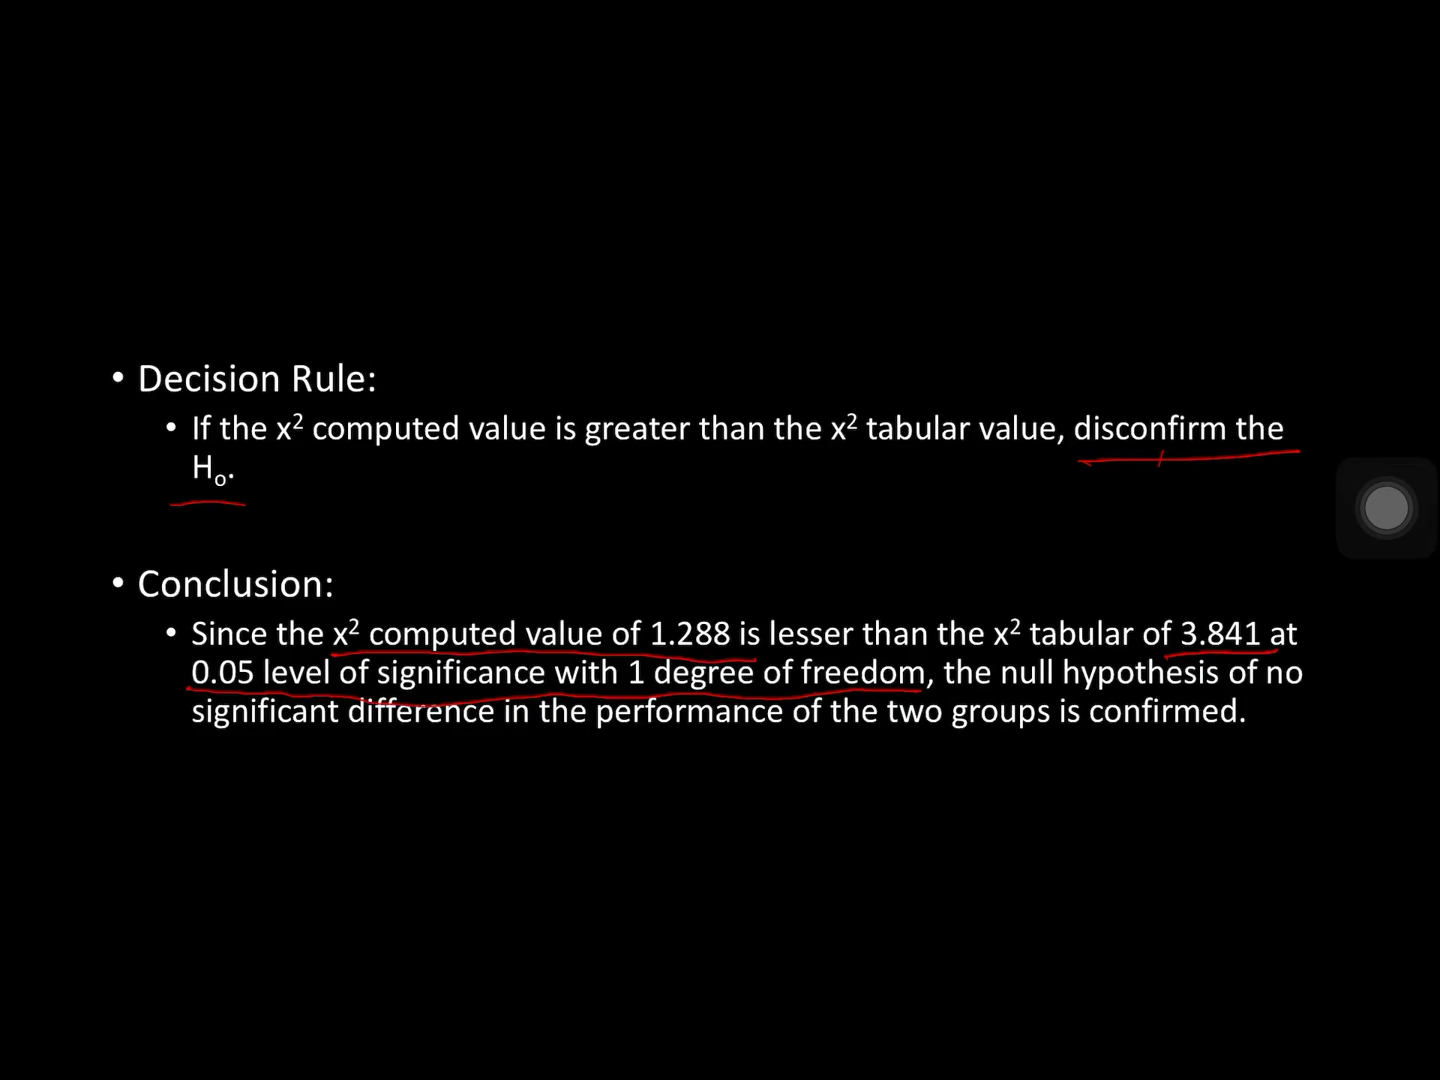 • Decision Rule:
• If the x² computed value is greater than the x² tabular value, disconfirm the
Hₒ.
• Conclusion:
• Since the x² computed value of 1.288 is lesser than the x² tabular of 3.841 at
0.05 level of significance with 1 degree of freedom, the null hypothesis of no
significant difference in the performance of the two groups is confirmed.